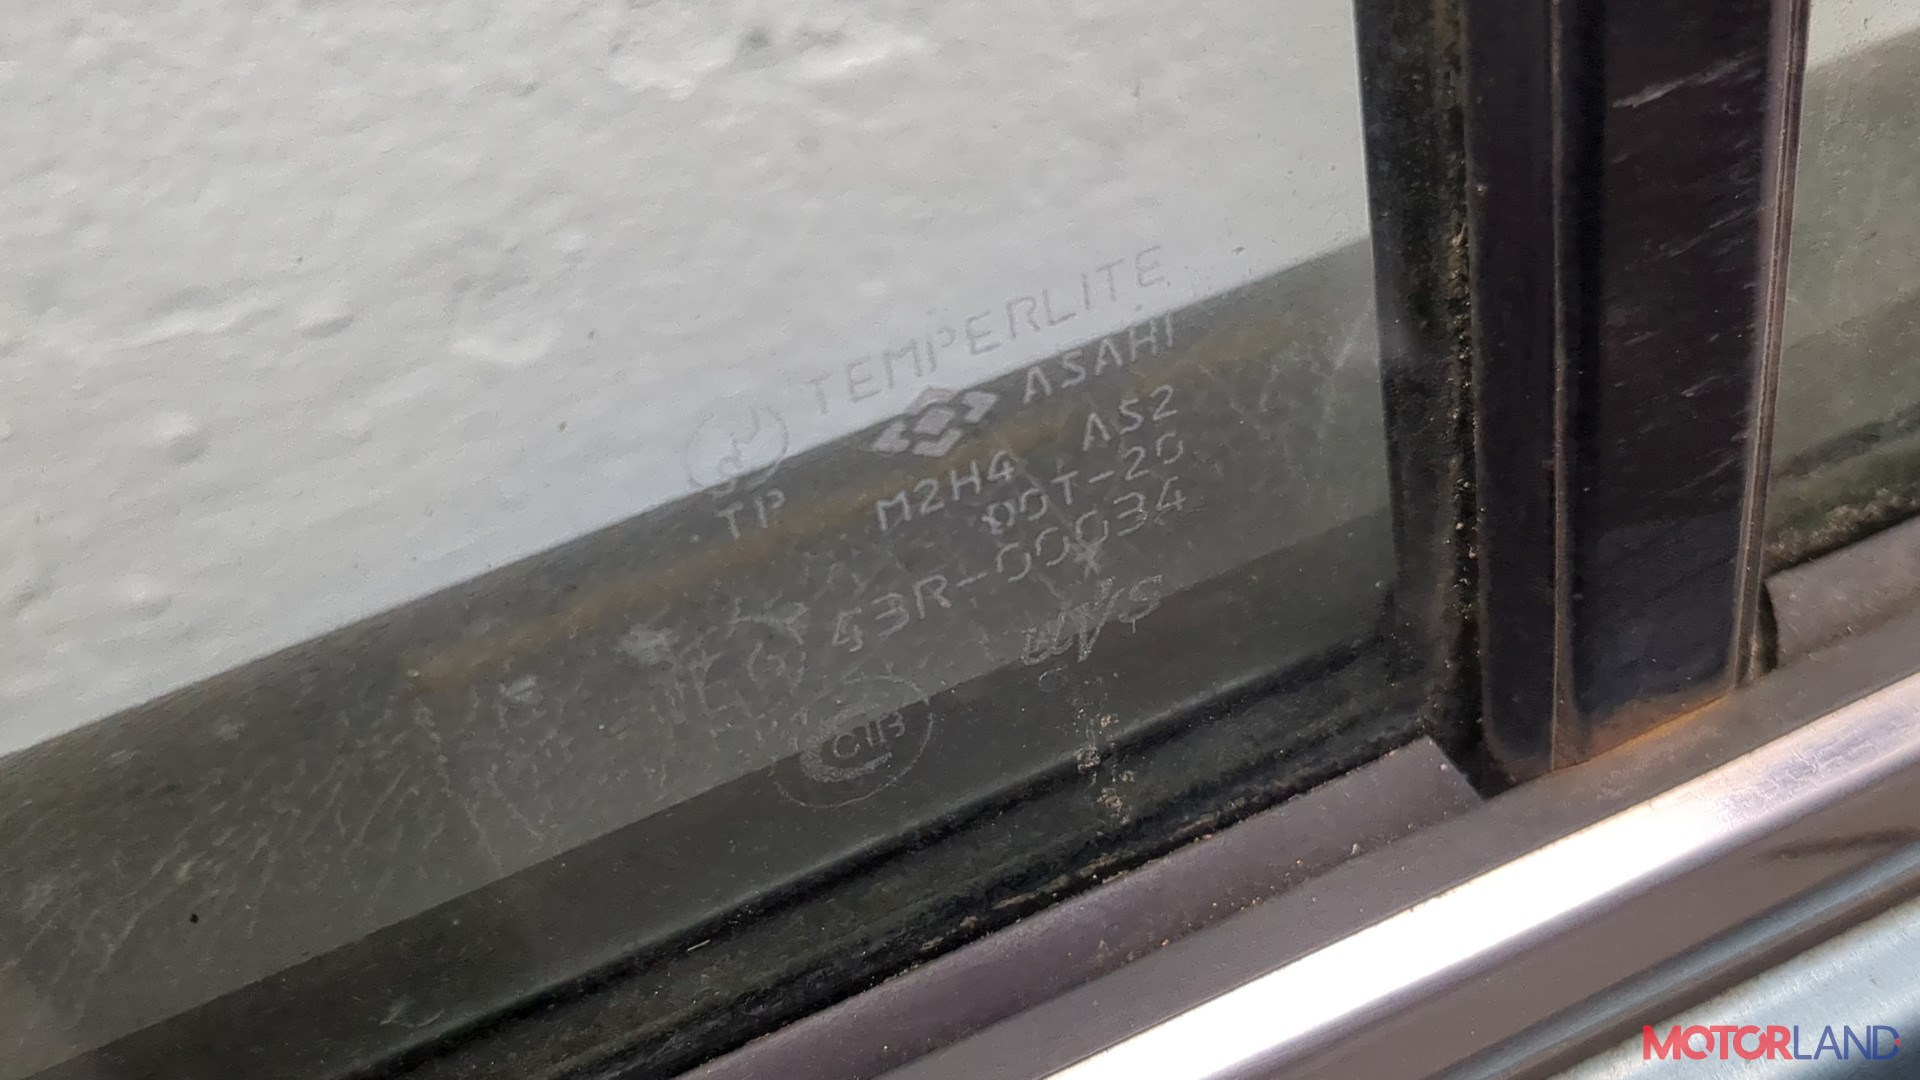 TEMPERLITE
ASAHI
TP
M2H4 AS2
DOT-20
43R-00034
MOTORLAND